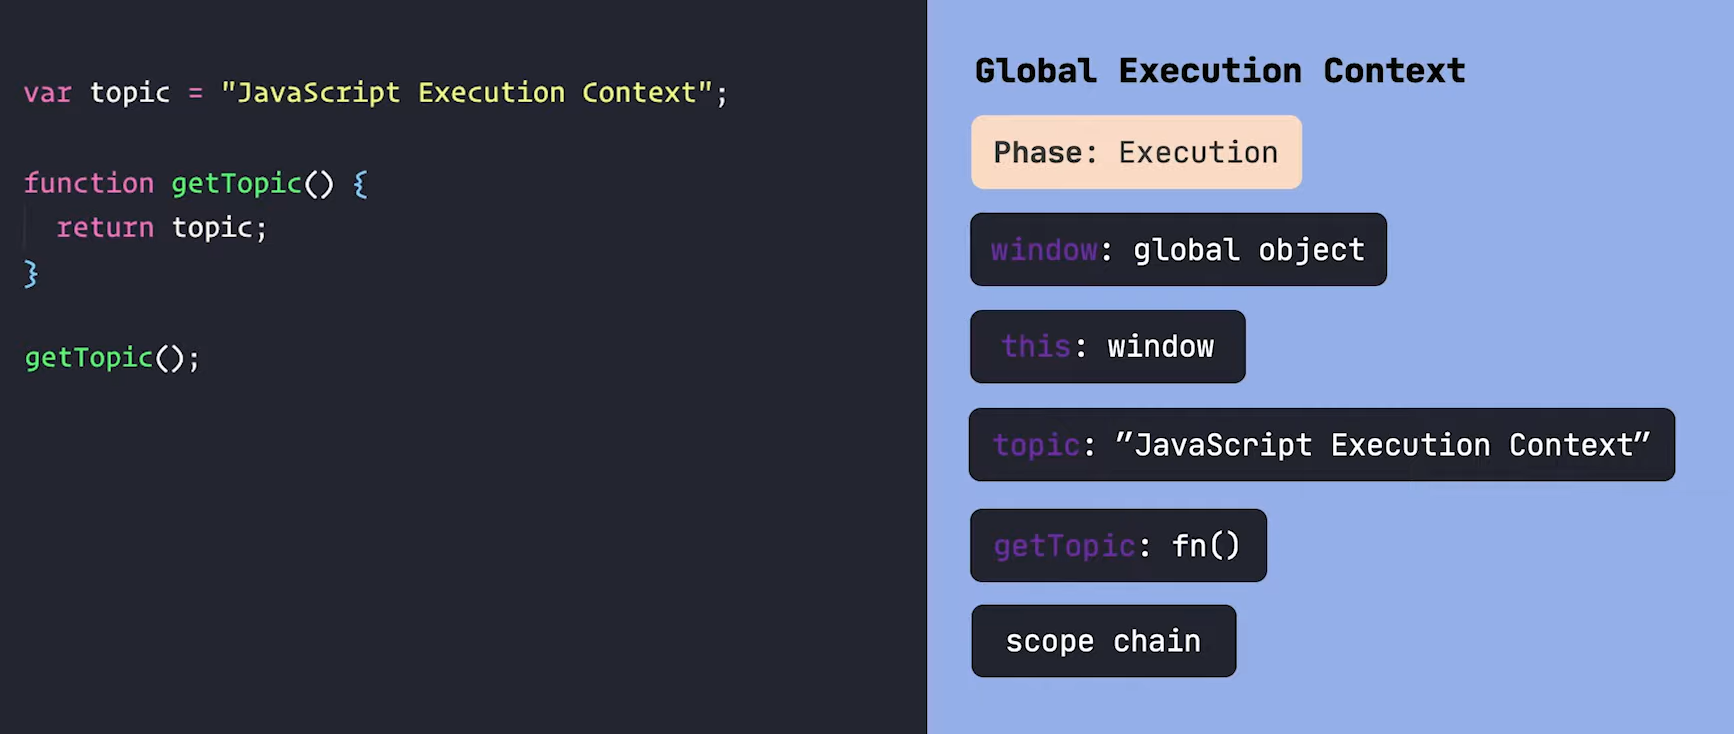 var topic = "JavaScript Execution Context";
function getTopic() {
return topic;
}
getTopic();
Global Execution Context
Phase: Execution
window: global object
this: window
topic: ”JavaScript Execution Context”
getTopic: fn()
scope chain